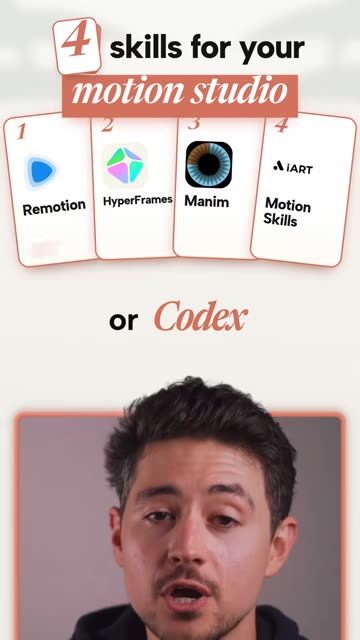 4 skills for your
motion studio
1
Remotion
2
HyperFrames
3
Manim
4
iART
Motion
Skills
or Codex